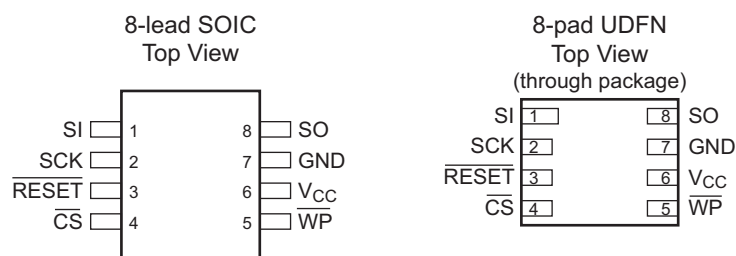 8-lead SOIC
Top View
SI 1 8 SO
SCK 2 7 GND
RESET 3 6 VCC
CS 4 5 WP
8-pad UDFN
Top View
(through package)
SI 1 8 SO
SCK 2 7 GND
RESET 3 6 VCC
CS 4 5 WP